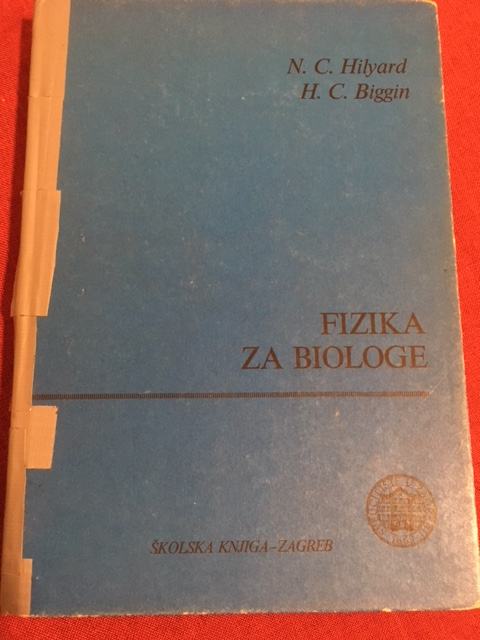 N. C. Hilyard
H. C. Biggin
FIZIKA
ZA BIOLOGE
ŠKOLSKA KNJIGA–ZAGREB